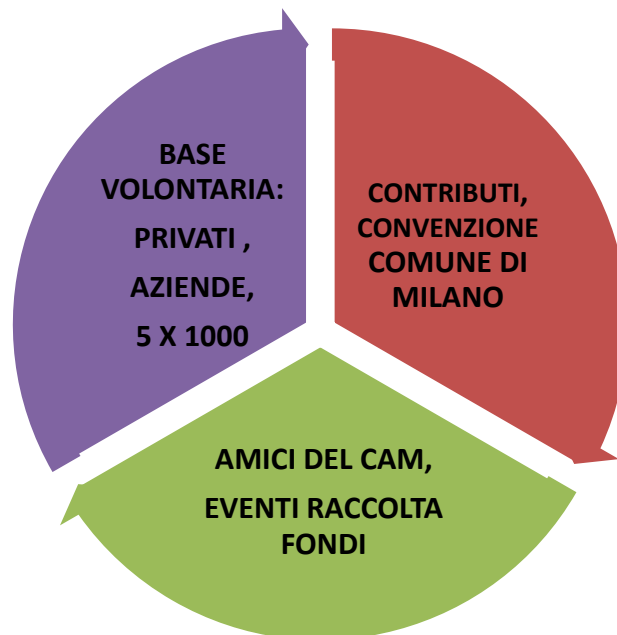 BASE
VOLONTARIA:
PRIVATI ,
AZIENDE,
5 X 1000
CONTRIBUTI,
CONVENZIONE
COMUNE DI
MILANO
AMICI DEL CAM,
EVENTI RACCOLTA
FONDI